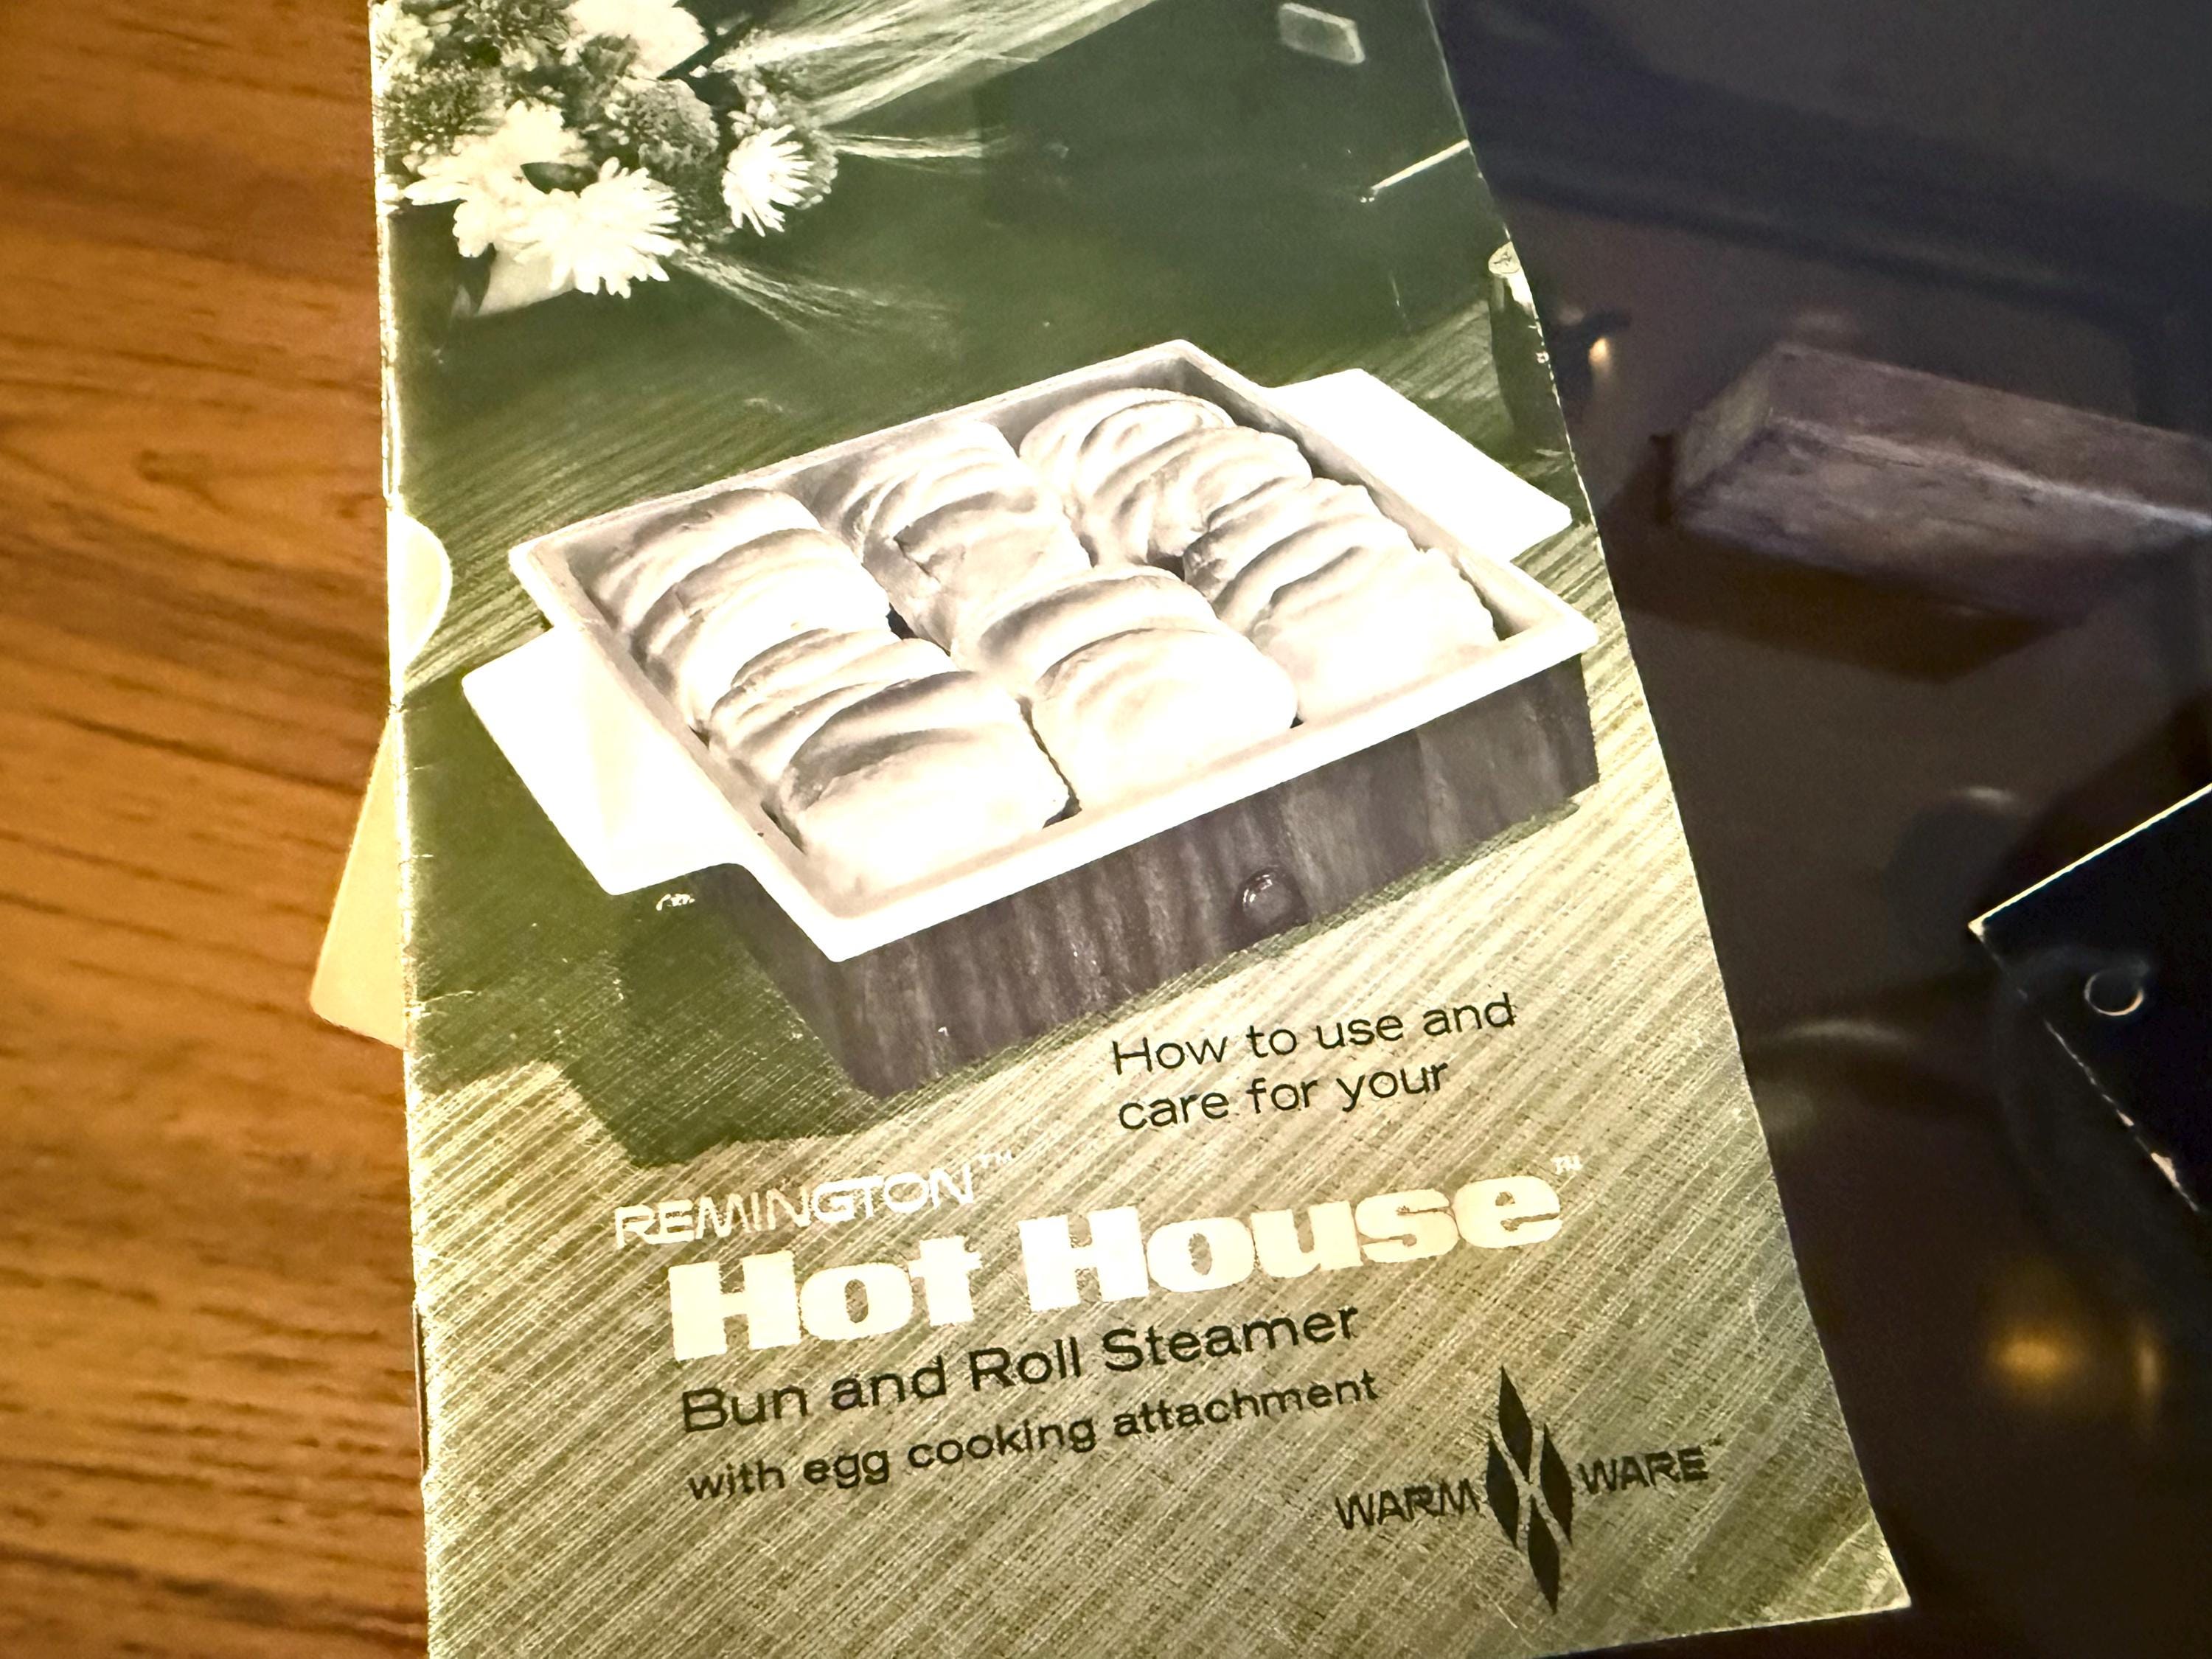 How to use and
care for your
REMINGTON™
Hot House™
Bun and Roll Steamer
with egg cooking attachment
WARM WARE™